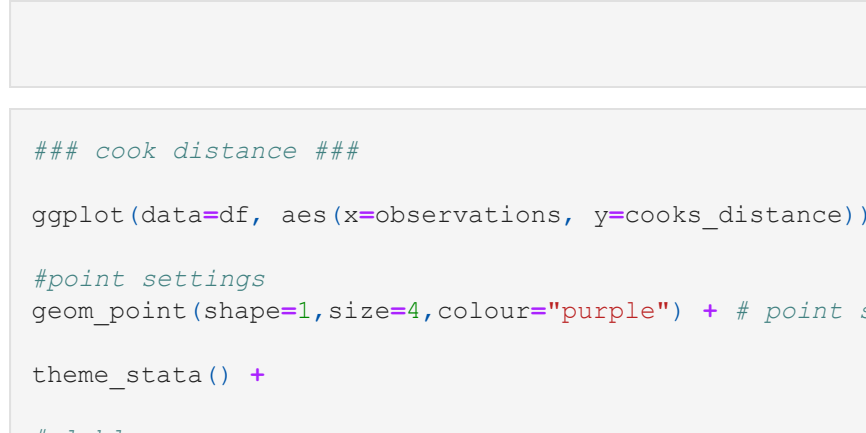 ### cook distance ###
ggplot(data=df, aes(x=observations, y=cooks_distance))
#point settings
geom_point(shape=1,size=4,colour="purple") + # point
theme_stata() +